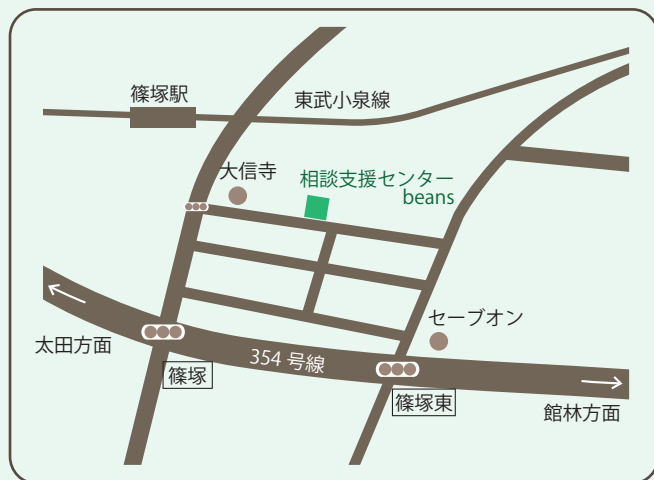 篠塚駅
東武小泉線
大信寺
相談支援センター
beans
セーブオン
太田方面
354 号線
篠塚
篠塚東
館林方面